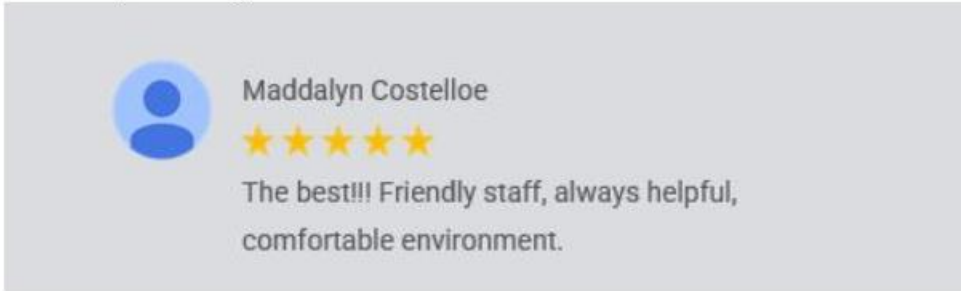 Maddalyn Costelloe
The best!!! Friendly staff, always helpful,
comfortable environment.